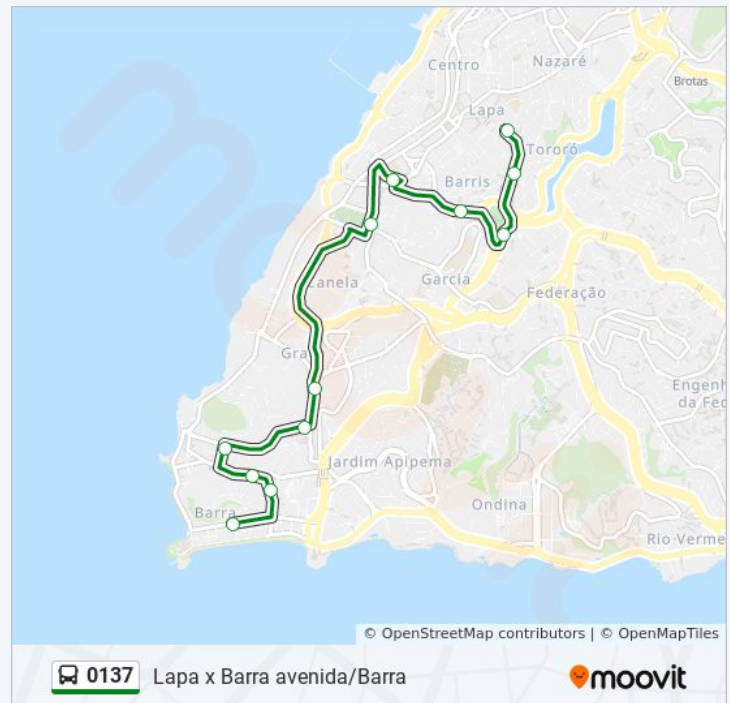 Centro
Nazaré
Brotas
Lapa
Tororó
Barris
Canela
Garcia
Federação
Gra
Engenh
da Fed
Jardim Apipema
Ondina
Barra
Rio Verme
© OpenStreetMap contributors | © OpenMapTiles
0137 Lapa x Barra avenida/Barra
moovit